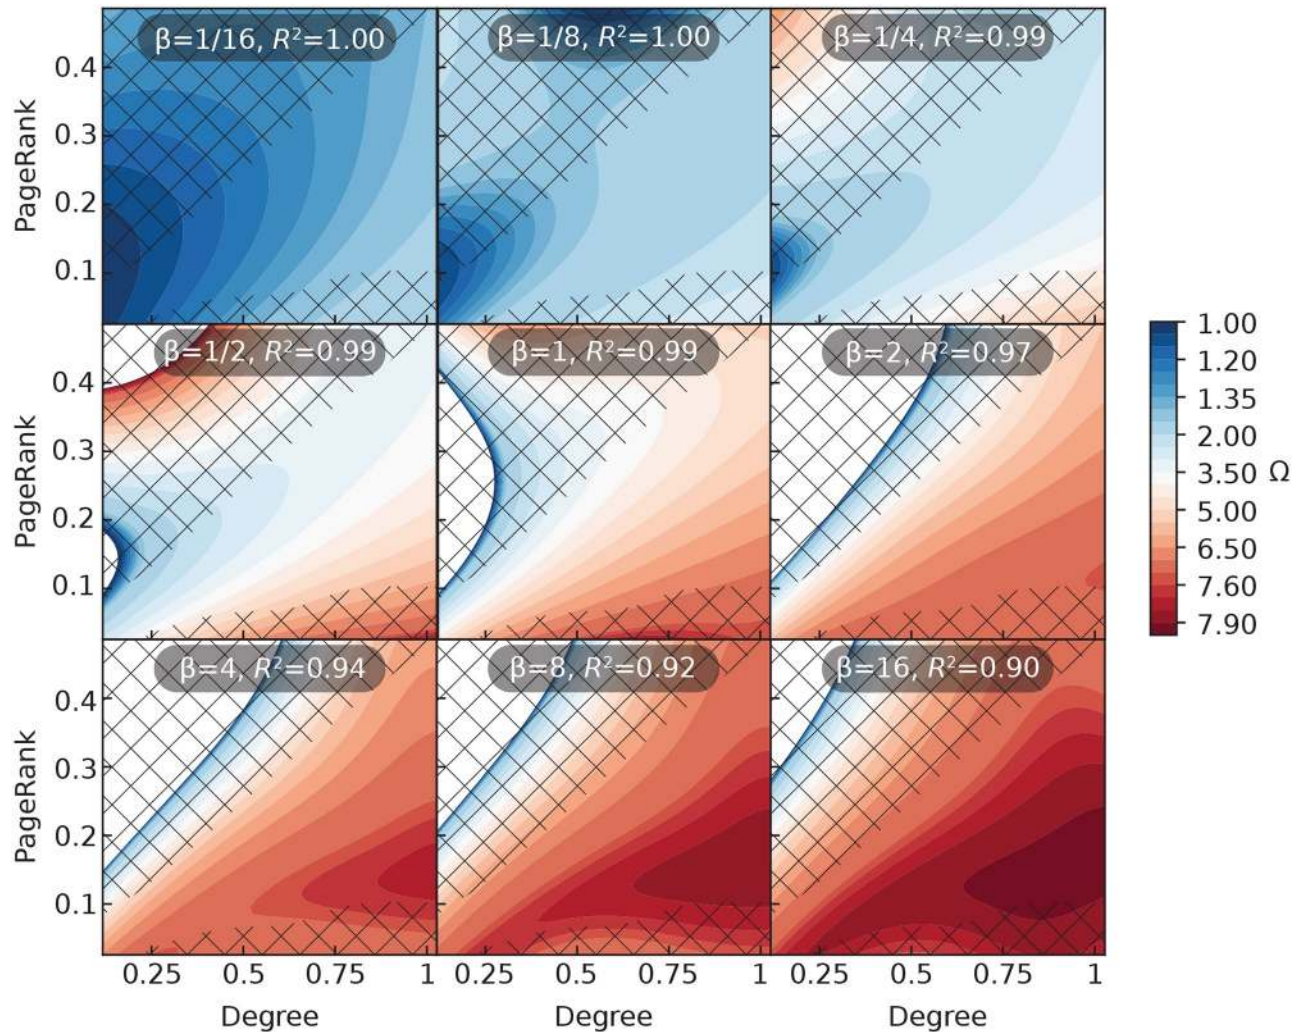 β=1/16, R²=1.00
β=1/8, R²=1.00
β=1/4, R²=0.99
PageRank
0.4
0.3
0.2
0.1
β=1/2, R²=0.99
β=1, R²=0.99
β=2, R²=0.97
PageRank
0.4
0.3
0.2
0.1
1.00
1.20
1.35
2.00
3.50
5.00
6.50
7.60
7.90
Ω
β=4, R²=0.94
β=8, R²=0.92
β=16, R²=0.90
PageRank
0.4
0.3
0.2
0.1
0.25 0.5 0.75 1
0.25 0.5 0.75 1
0.25 0.5 0.75 1
Degree
Degree
Degree